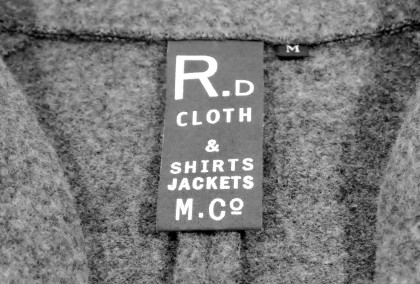 R.D
CLOTH
&
SHIRTS
JACKETS
M.Cº
M